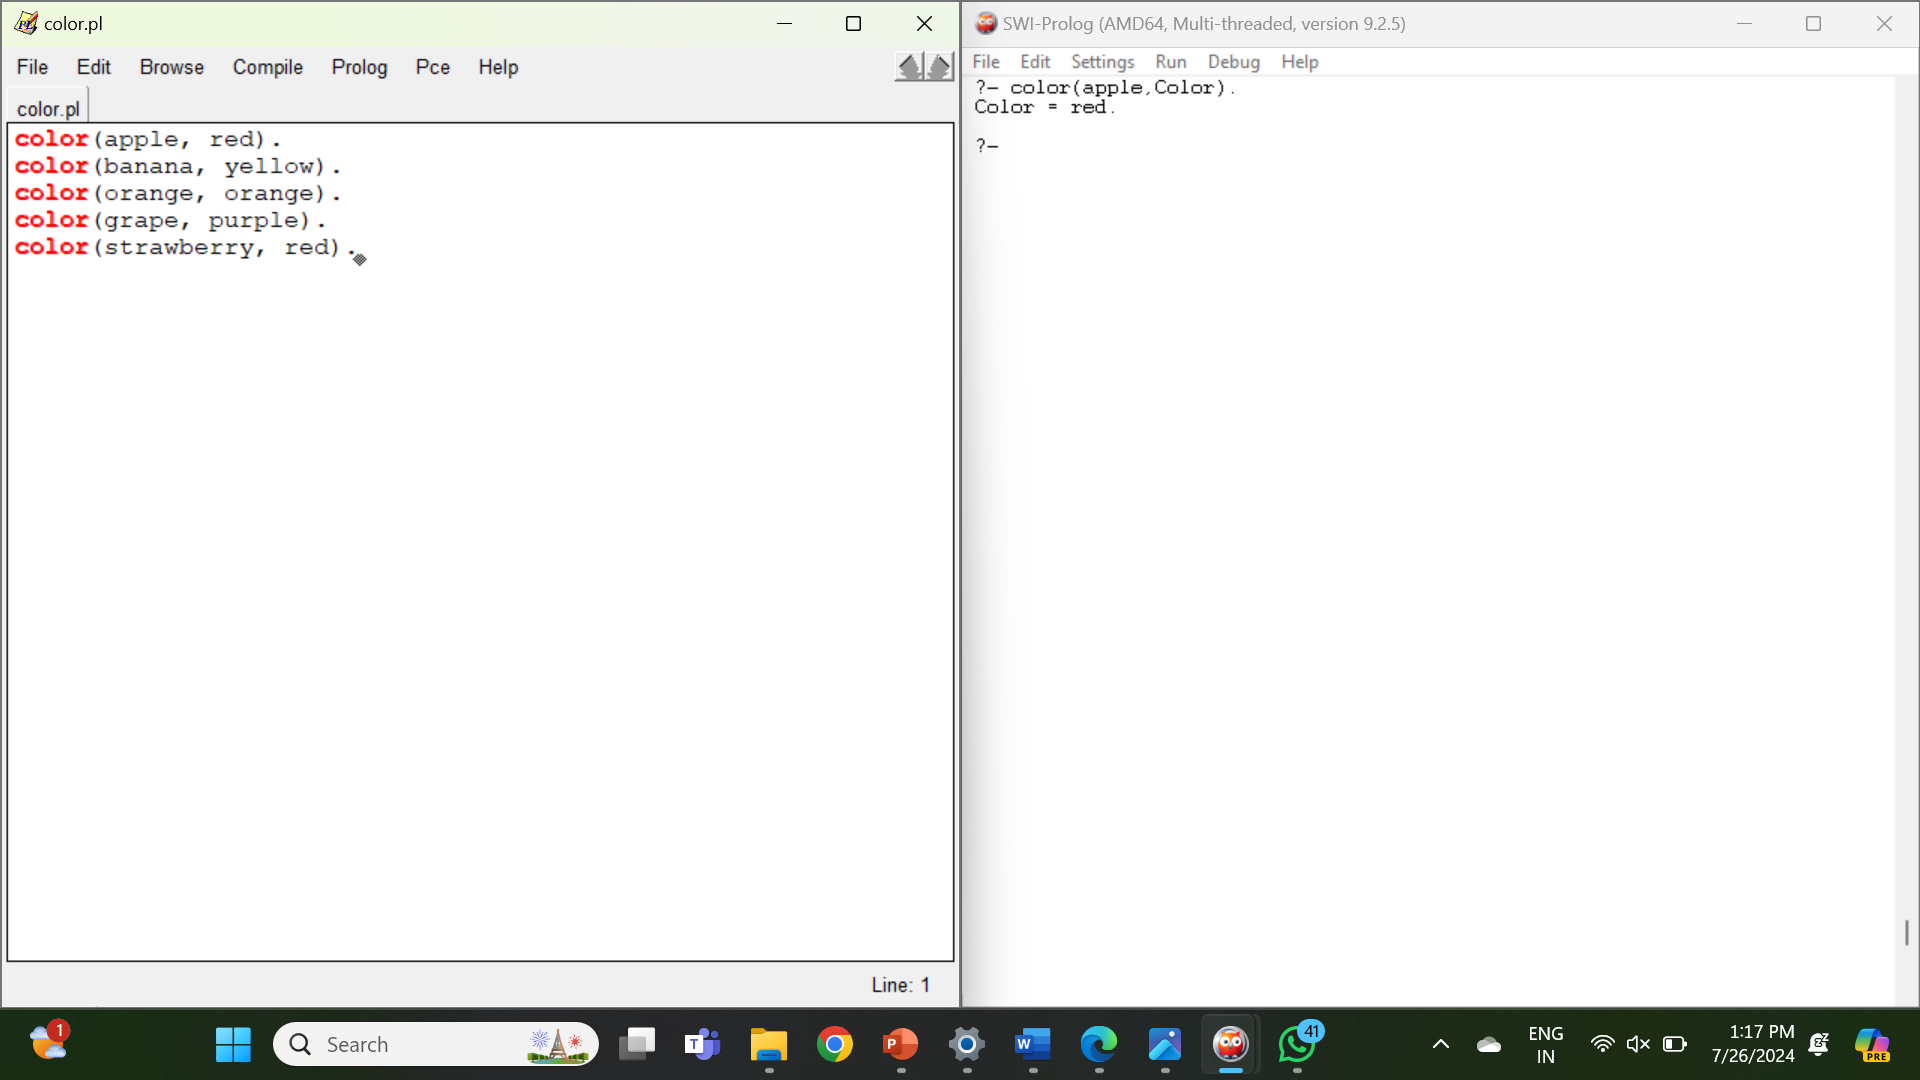 color.pl
File Edit Browse Compile Prolog Pce Help
color.pl
color(apple, red).
color(banana, yellow).
color(orange, orange).
color(grape, purple).
color(strawberry, red).
Line: 1
SWI-Prolog (AMD64, Multi-threaded, version 9.2.5)
File Edit Settings Run Debug Help
?- color(apple,Color).
Color = red.
?-
1
Search
T
P
W
41
ENG
IN
1:17 PM
7/26/2024
PRE